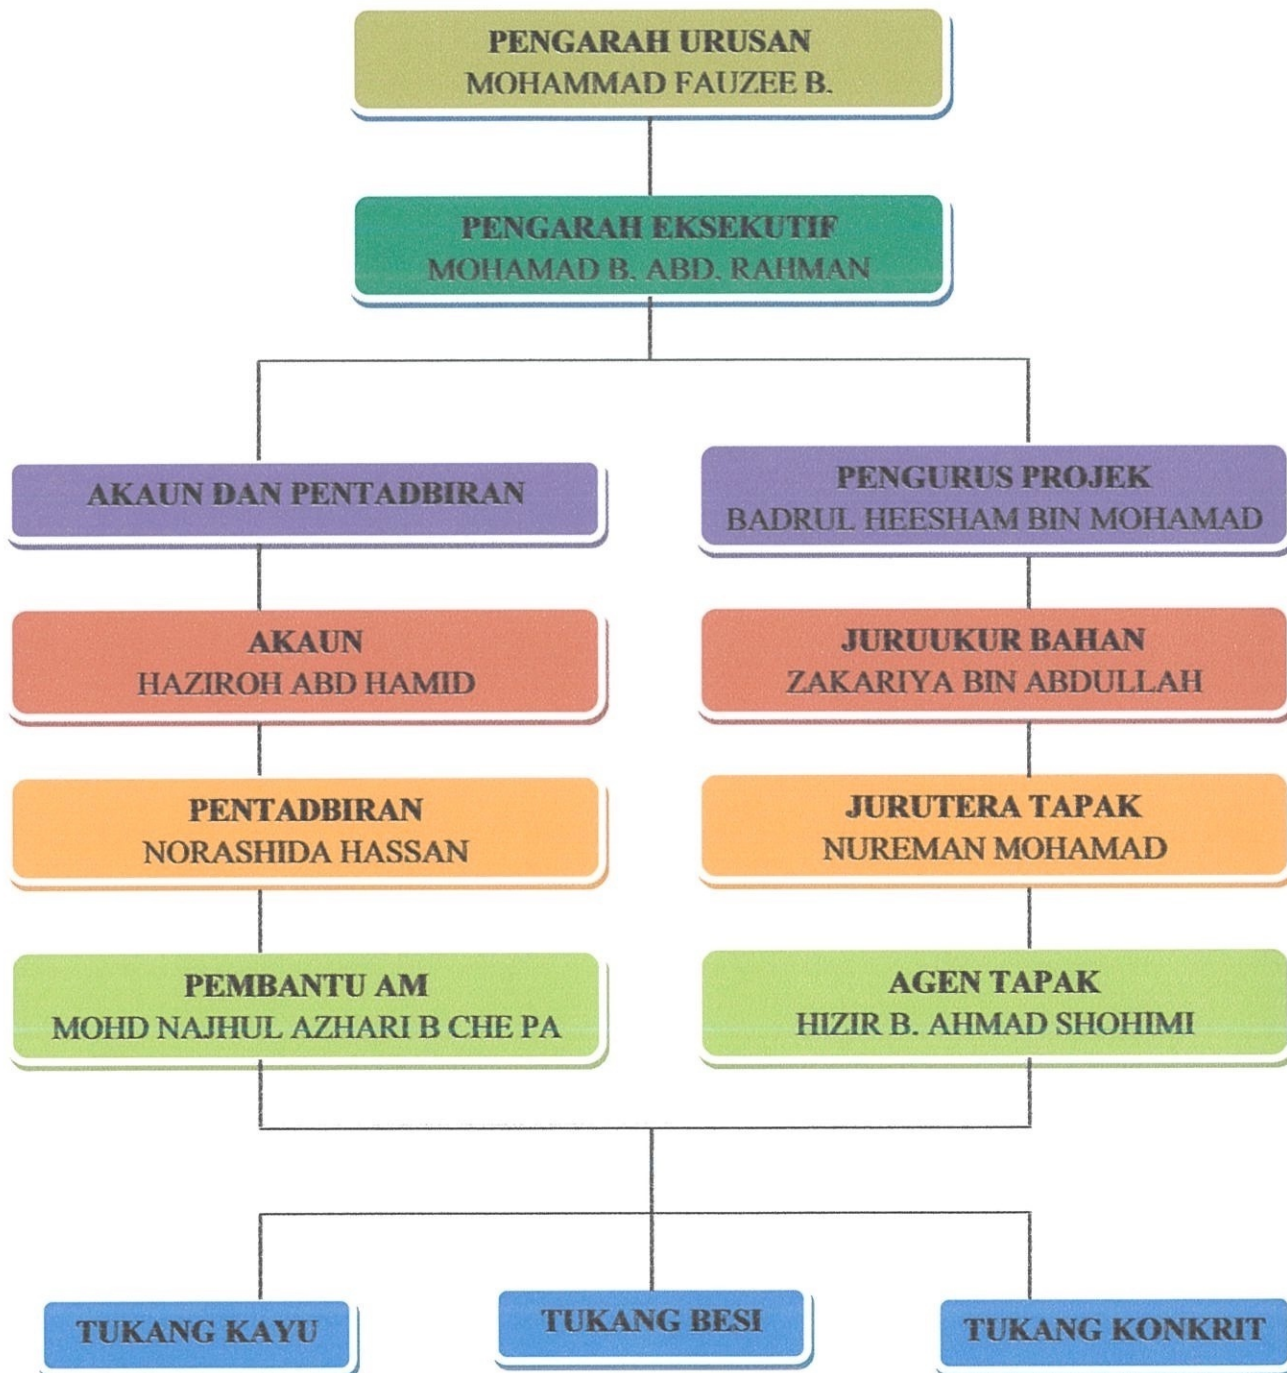 PENGARAH URUSAN
MOHAMMAD FAUZEE B.
PENGARAH EKSEKUTIF
MOHAMAD B. ABD. RAHMAN
AKAUN DAN PENTADBIRAN
PENGURUS PROJEK
BADRUL HEESHAM BIN MOHAMAD
AKAUN
HAZIROH ABD HAMID
JURUUKUR BAHAN
ZAKARIYA BIN ABDULLAH
PENTADBIRAN
NORASHIDA HASSAN
JURUTERA TAPAK
NUREMAN MOHAMAD
PEMBANTU AM
MOHD NAJHUL AZHARI B CHE PA
AGEN TAPAK
HIZIR B. AHMAD SHOHIMI
TUKANG KAYU
TUKANG BESI
TUKANG KONKRIT